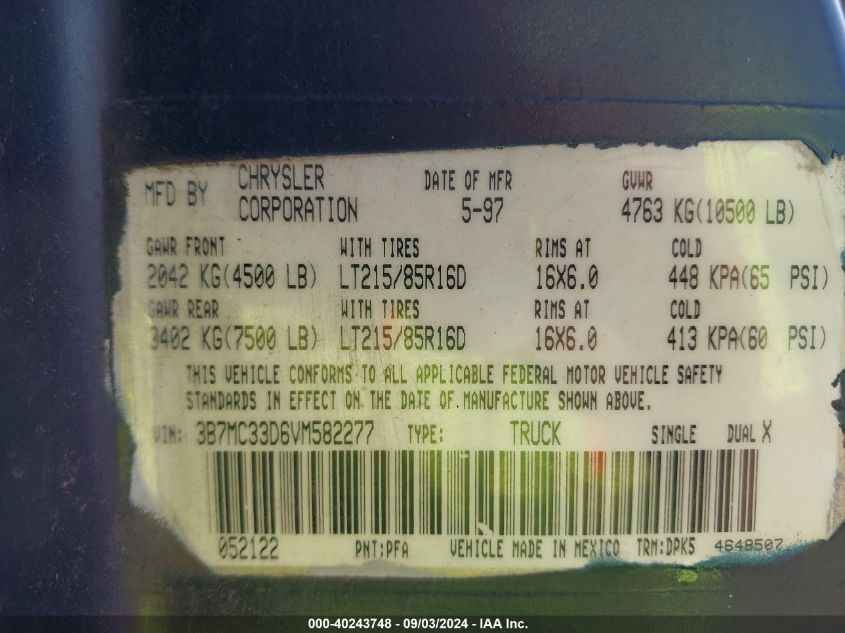 MFD BY CHRYSLER CORPORATION DATE OF MFR 5-97 GVWR 4763 KG(10500 LB)
GAWR FRONT WITH TIRES RIMS AT COLD
2042 KG(4500 LB) LT215/85R16D 16X6.0 448 KPA(65 PSI)
GAWR REAR WITH TIRES RIMS AT COLD
3402 KG(7500 LB) LT215/85R16D 16X6.0 413 KPA(60 PSI)
THIS VEHICLE CONFORMS TO ALL APPLICABLE FEDERAL MOTOR VEHICLE SAFETY
STANDARDS IN EFFECT ON THE DATE OF MANUFACTURE SHOWN ABOVE.
VIN: 3B7MC33D6VM582277 TYPE: TRUCK SINGLE DUAL X
052122 PNT:PFA VEHICLE MADE IN MEXICO TRM:DPK5 4648507
000-40243748 - 09/03/2024 - IAA Inc.